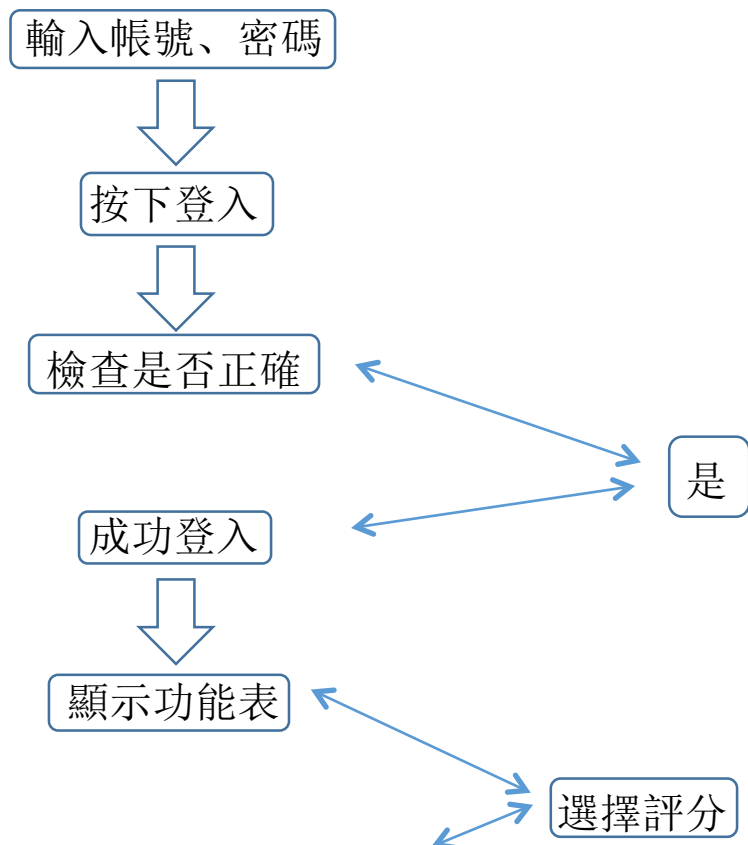 輸入帳號、密碼
按下登入
檢查是否正確
是
成功登入
顯示功能表
選擇評分